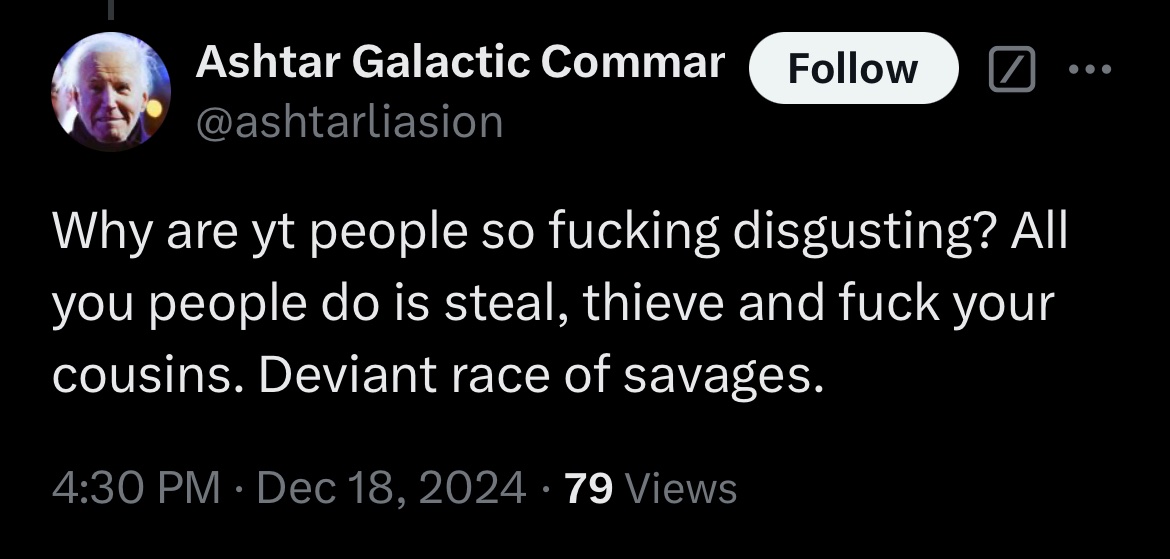 Ashtar Galactic Commar
Follow
@ashtarliasion
Why are yt people so fucking disgusting? All
you people do is steal, thieve and fuck your
cousins. Deviant race of savages.
4:30 PM · Dec 18, 2024 · 79 Views